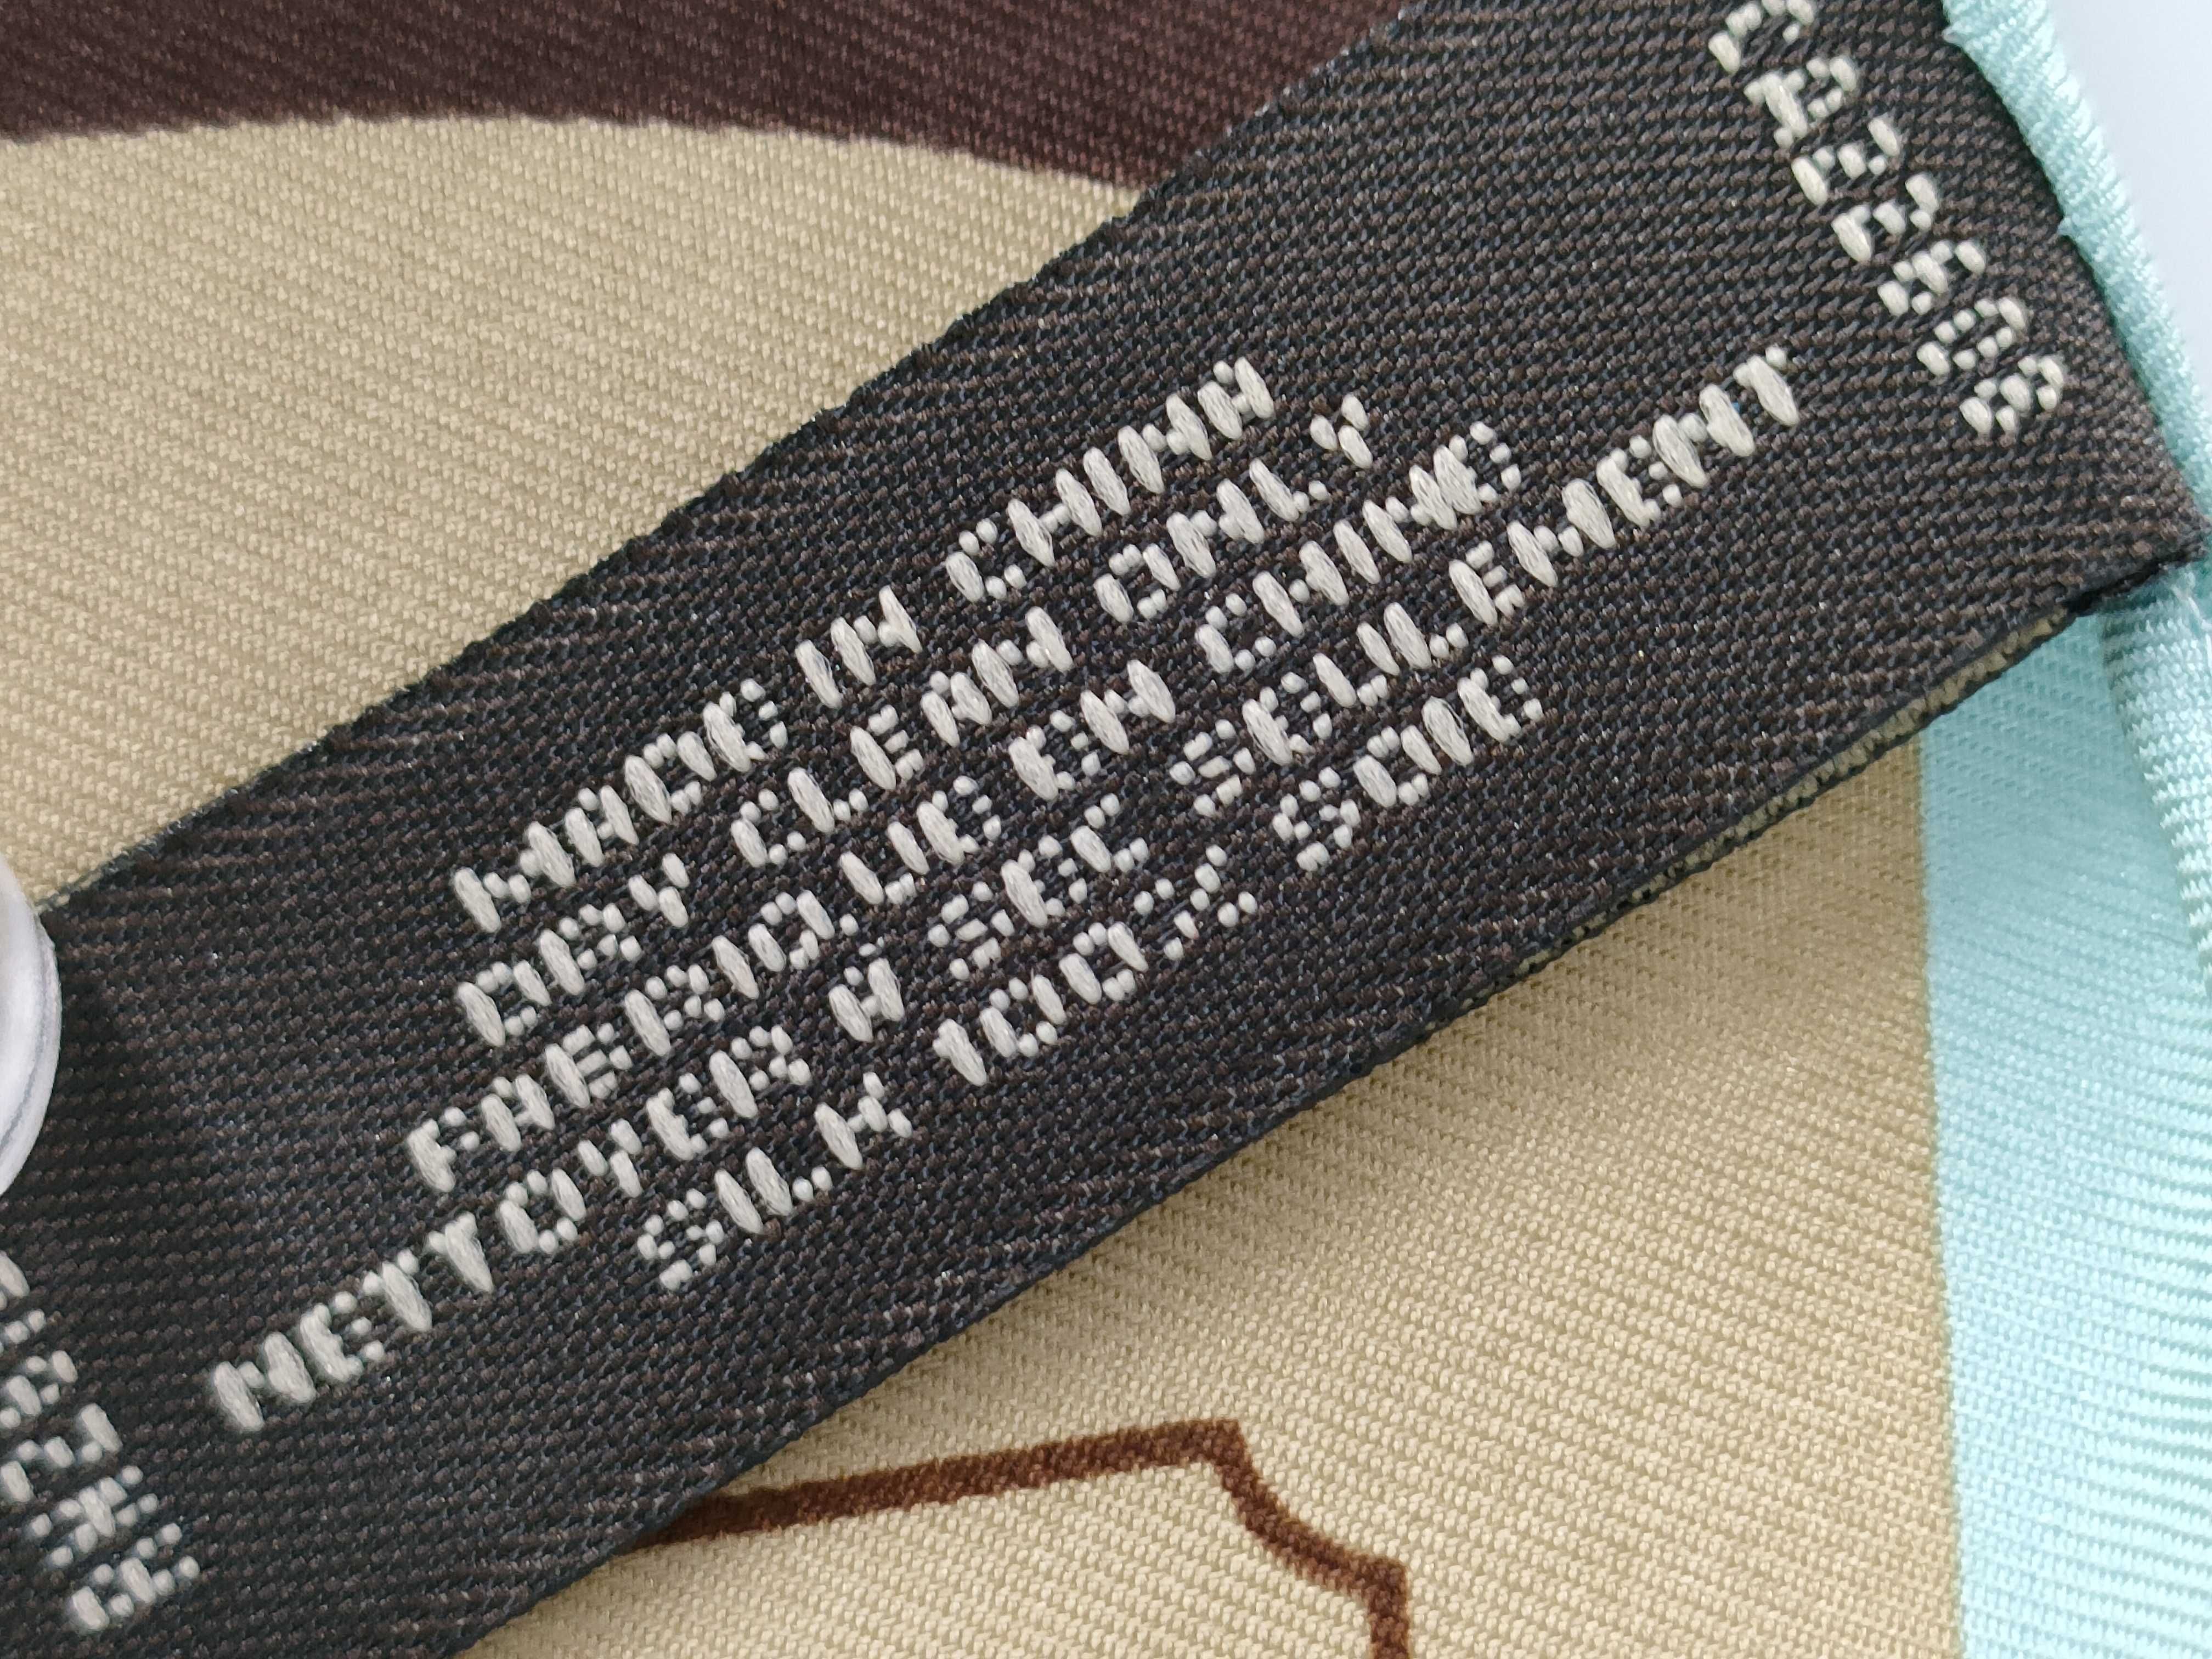 MADE IN CHINA
DRY CLEAN ONLY
FABRIQUE EN CHINE
NETTOYER A SEC SEULEMENT
SILK 100% SOIE